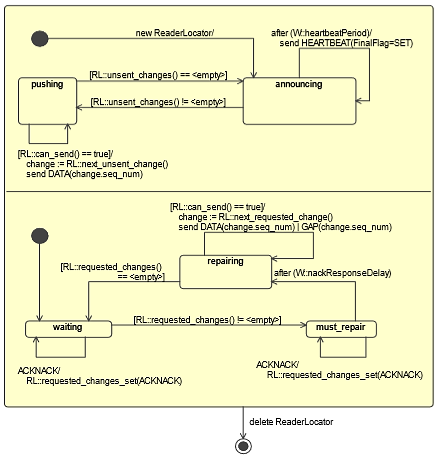 new ReaderLocator/
after (W::heartbeatPeriod)/
send HEARTBEAT(FinalFlag=SET)
[RL::unsent_changes() == <empty>]
pushing
announcing
[RL::unsent_changes() != <empty>]
[RL::can_send() == true]/
change := RL::next_unsent_change()
send DATA(change.seq_num)
[RL::can_send() == true]/
change := RL::next_requested_change()
send DATA(change.seq_num) | GAP(change.seq_num)
[RL::requested_changes()
== <empty>]
repairing
after (W::nackResponseDelay)
waiting
[RL::requested_changes() != <empty>]
must_repair
ACKNACK/
RL::requested_changes_set(ACKNACK)
ACKNACK/
RL::requested_changes_set(ACKNACK)
delete ReaderLocator